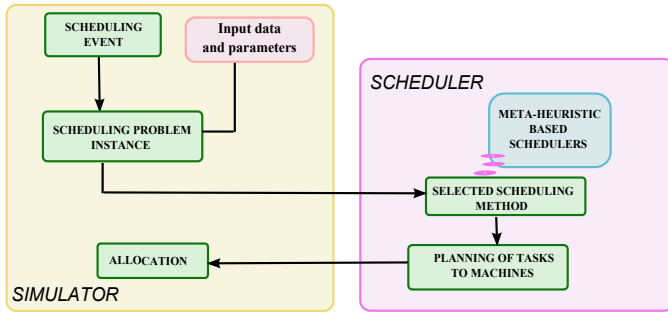 SCHEDULING
EVENT
Input data
and parameters
SCHEDULING PROBLEM
INSTANCE
ALLOCATION
SIMULATOR
SCHEDULER
META-HEURISTIC
BASED
SCHEDULERS
SELECTED SCHEDULING
METHOD
PLANNING OF TASKS
TO MACHINES